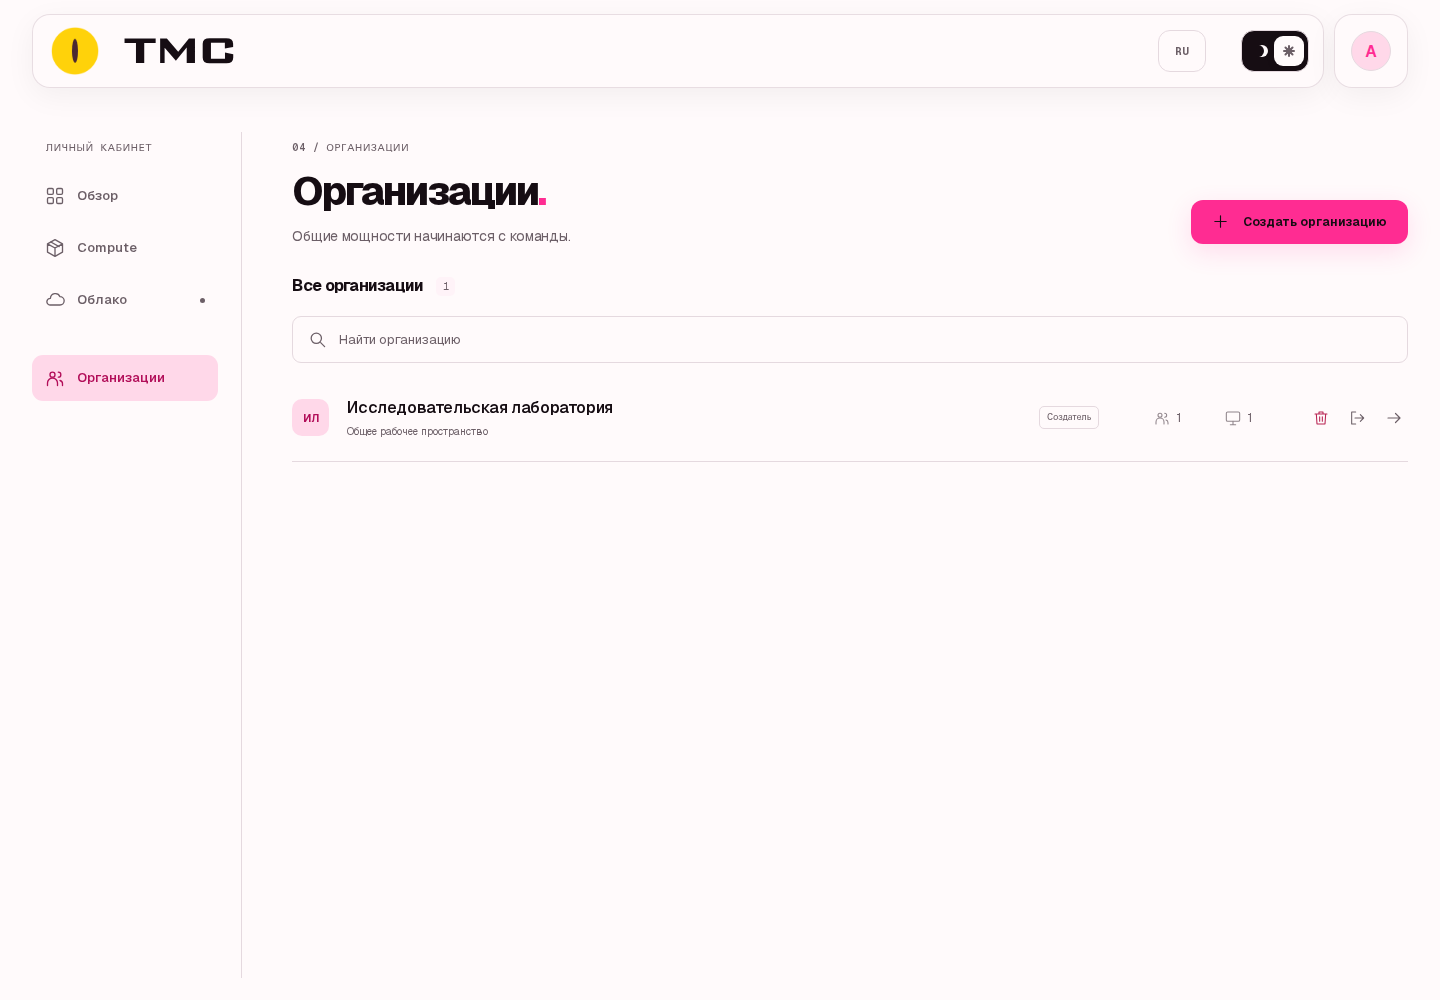 TMC
RU
A
ЛИЧНЫЙ КАБИНЕТ
Обзор
Compute
Облако
Организации
04 / ОРГАНИЗАЦИИ
Организации.
Общие мощности начинаются с команды.
Создать организацию
Все организации 1
Найти организацию
ИЛ
Исследовательская лаборатория
Общее рабочее пространство
Создатель
1
1